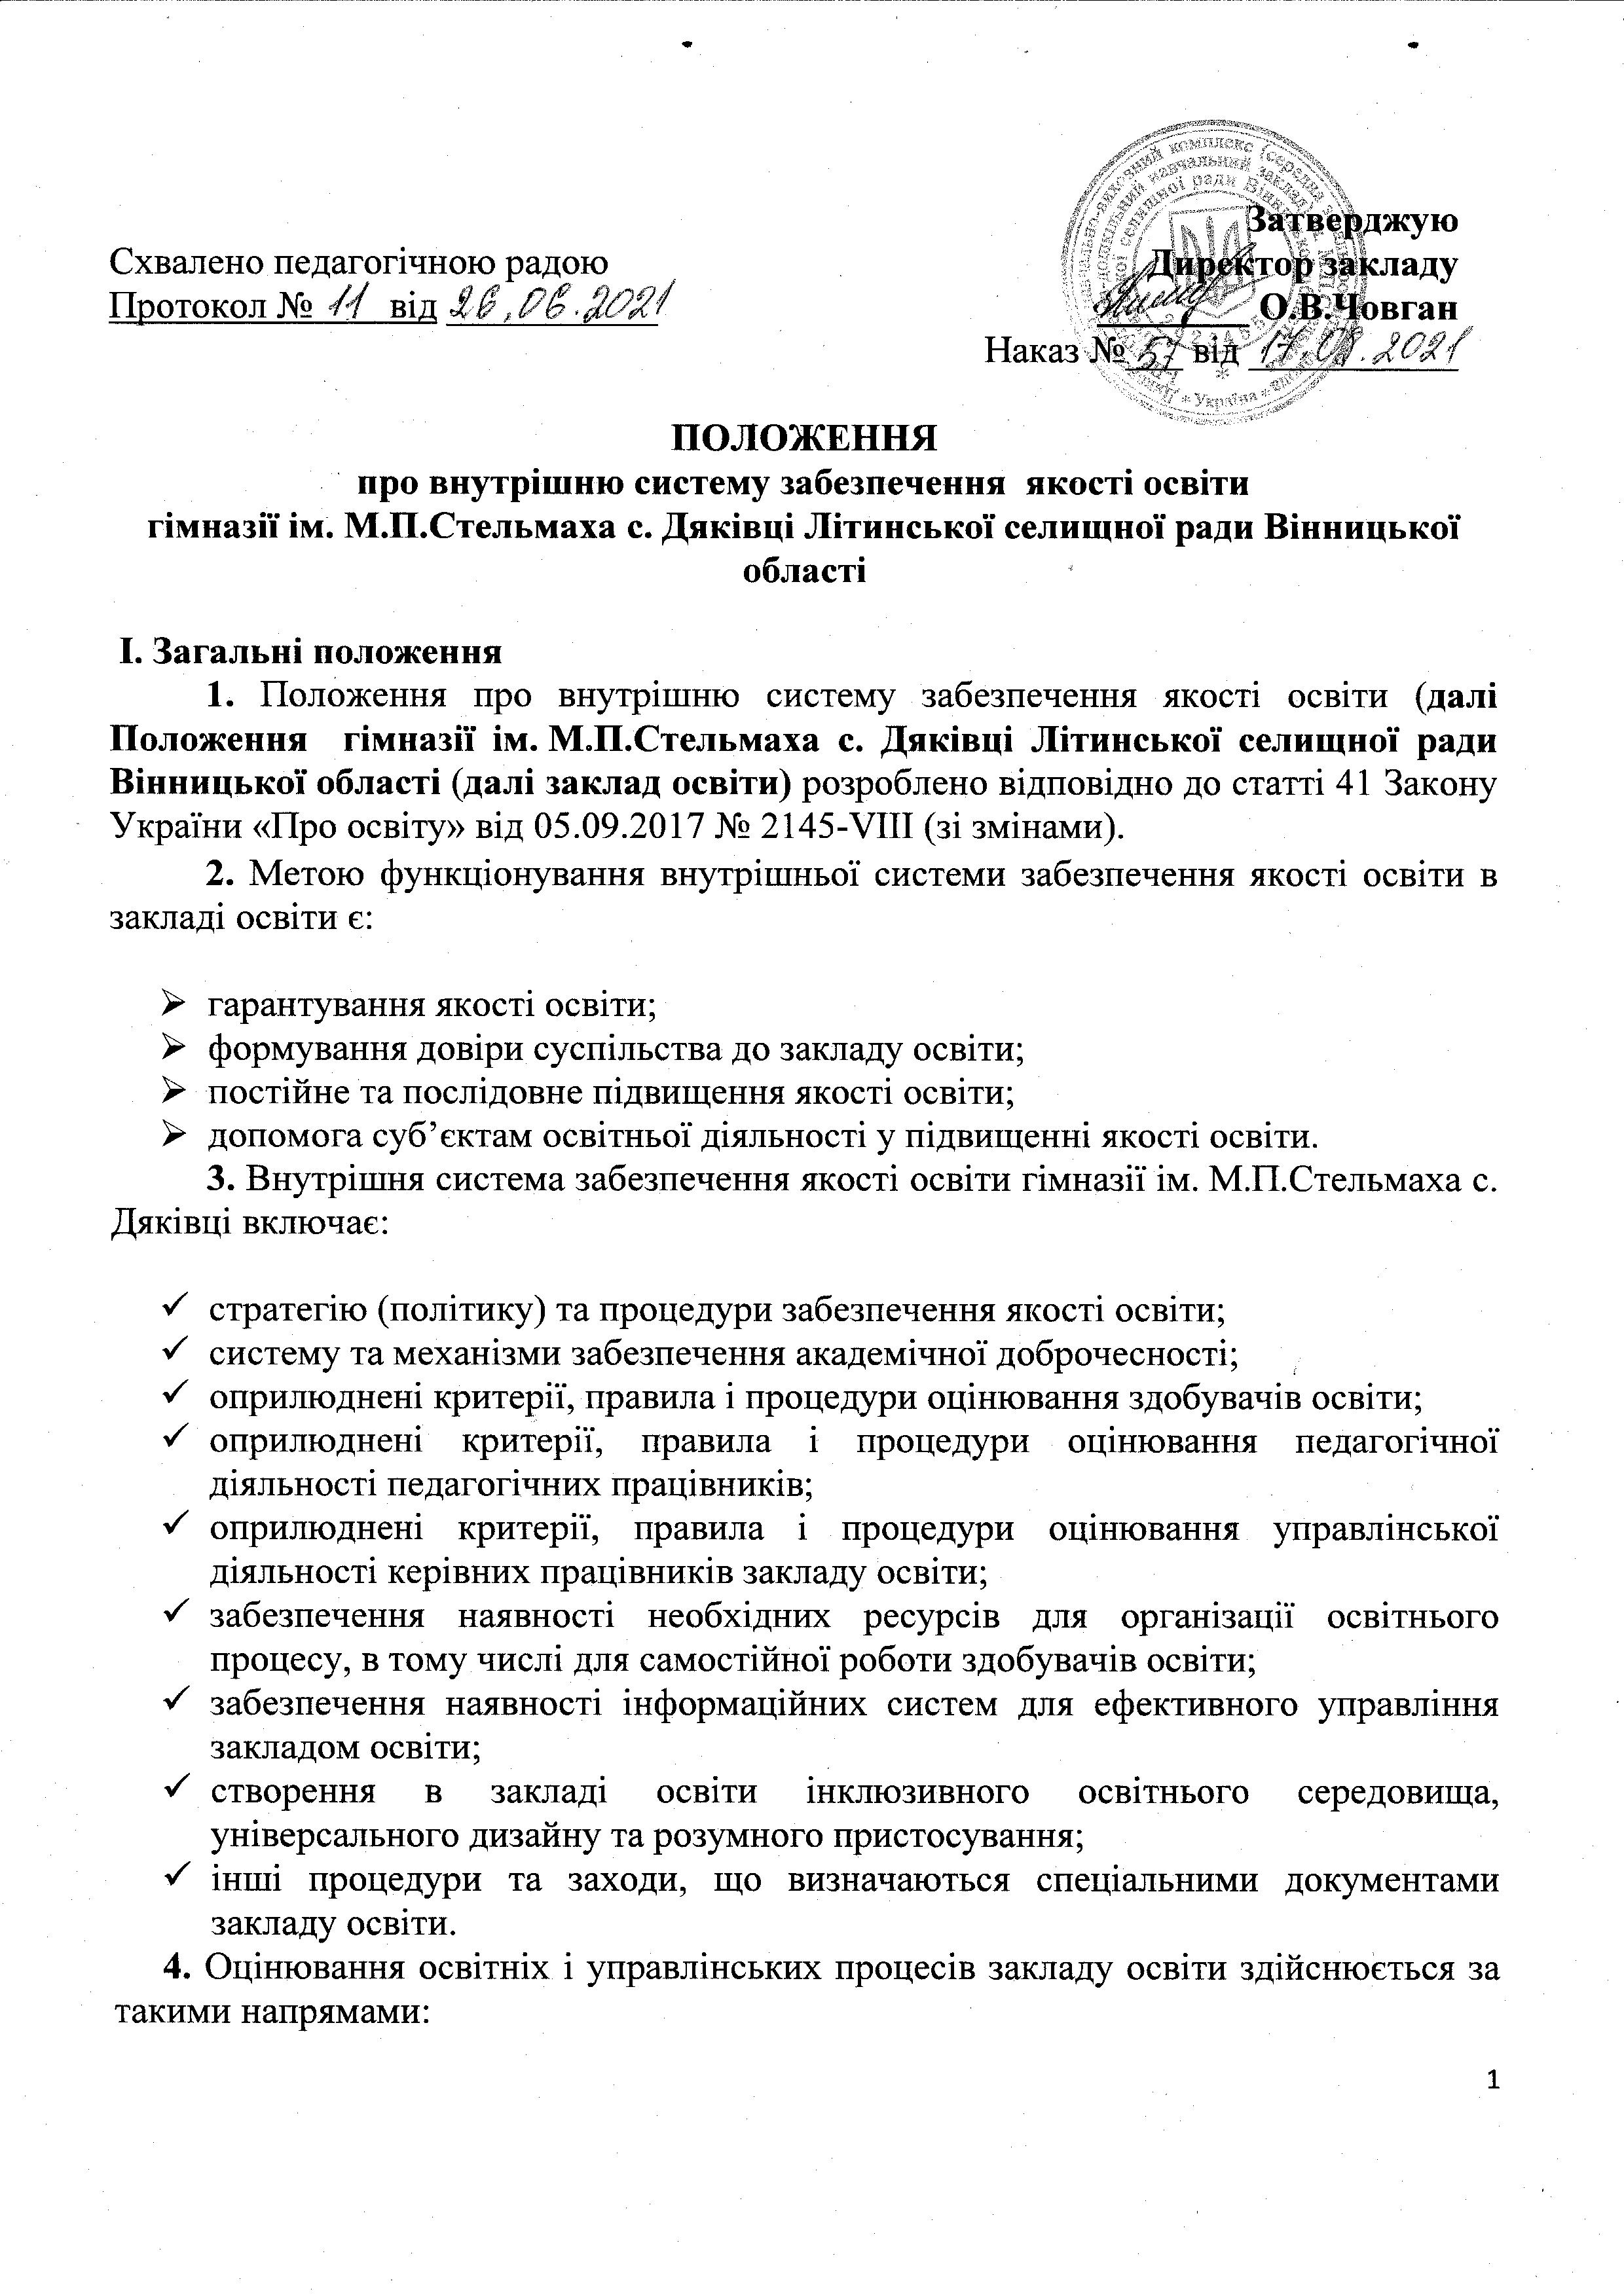 Схвалено педагогічною радою
Протокол № 11 від 26.06.2021
Затверджую
Директор закладу
О.В.Човган
Наказ № 57 від 17.08.2021
ПОЛОЖЕННЯ
про внутрішню систему забезпечення якості освіти
гімназії ім. М.П.Стельмаха с. Дяківці Літинської селищної ради Вінницької
області
І. Загальні положення
1. Положення про внутрішню систему забезпечення якості освіти (далі
Положення гімназії ім. М.П.Стельмаха с. Дяківці Літинської селищної ради
Вінницької області (далі заклад освіти) розроблено відповідно до статті 41 Закону
України «Про освіту» від 05.09.2017 № 2145-VIII (зі змінами).
2. Метою функціонування внутрішньої системи забезпечення якості освіти в
закладі освіти є:
➢ гарантування якості освіти;
➢ формування довіри суспільства до закладу освіти;
➢ постійне та послідовне підвищення якості освіти;
➢ допомога суб’єктам освітньої діяльності у підвищенні якості освіти.
3. Внутрішня система забезпечення якості освіти гімназії ім. М.П.Стельмаха с.
Дяківці включає:
✓ стратегію (політику) та процедури забезпечення якості освіти;
✓ систему та механізми забезпечення академічної доброчесності;
✓ оприлюднені критерії, правила і процедури оцінювання здобувачів освіти;
✓ оприлюднені критерії, правила і процедури оцінювання педагогічної
діяльності педагогічних працівників;
✓ оприлюднені критерії, правила і процедури оцінювання управлінської
діяльності керівних працівників закладу освіти;
✓ забезпечення наявності необхідних ресурсів для організації освітнього
процесу, в тому числі для самостійної роботи здобувачів освіти;
✓ забезпечення наявності інформаційних систем для ефективного управління
закладом освіти;
✓ створення в закладі освіти інклюзивного освітнього середовища,
універсального дизайну та розумного пристосування;
✓ інші процедури та заходи, що визначаються спеціальними документами
закладу освіти.
4. Оцінювання освітніх і управлінських процесів закладу освіти здійснюється за
такими напрямами:
1